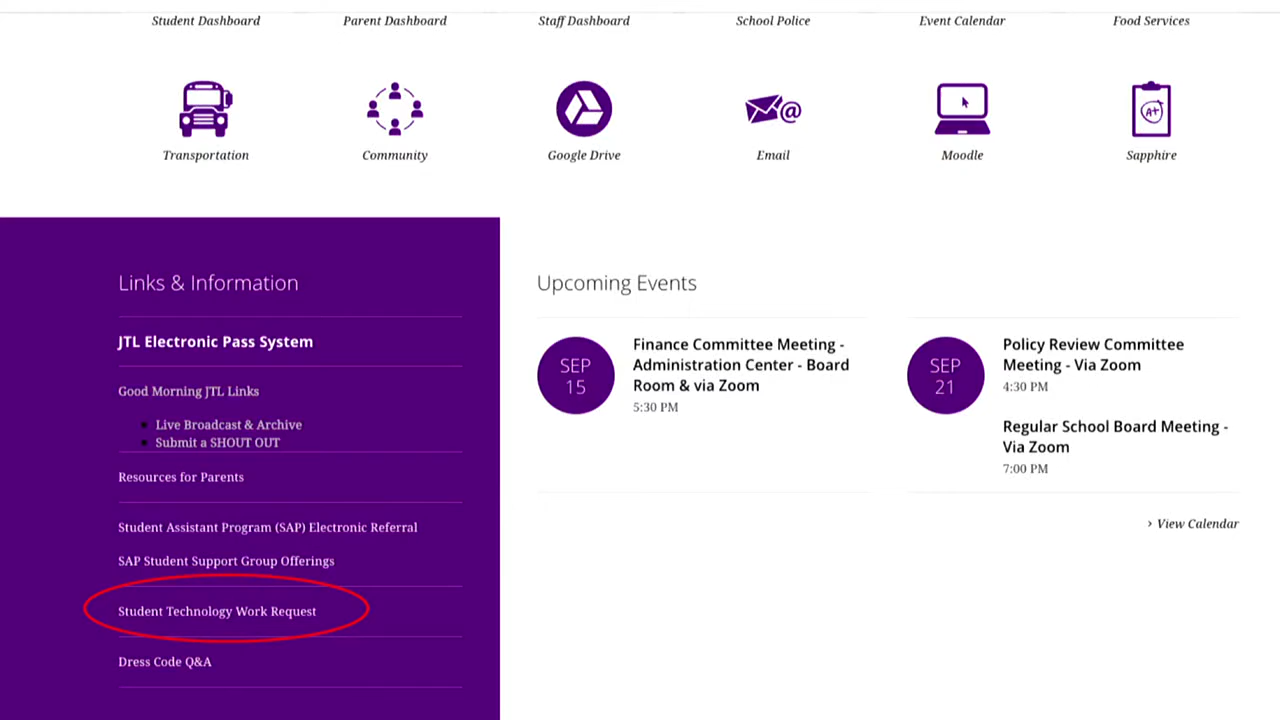 Student Dashboard
Parent Dashboard
Staff Dashboard
School Police
Event Calendar
Food Services
@
A+
Transportation
Community
Google Drive
Email
Moodle
Sapphire
Links & Information
JTL Electronic Pass System
Good Morning JTL Links
Live Broadcast & Archive
Submit a SHOUT OUT
Resources for Parents
Student Assistant Program (SAP) Electronic Referral
SAP Student Support Group Offerings
Student Technology Work Request
Dress Code Q&A
Upcoming Events
SEP
15
Finance Committee Meeting -
Administration Center - Board
Room & via Zoom
5:30 PM
SEP
21
Policy Review Committee
Meeting - Via Zoom
4:30 PM
Regular School Board Meeting -
Via Zoom
7:00 PM
› View Calendar